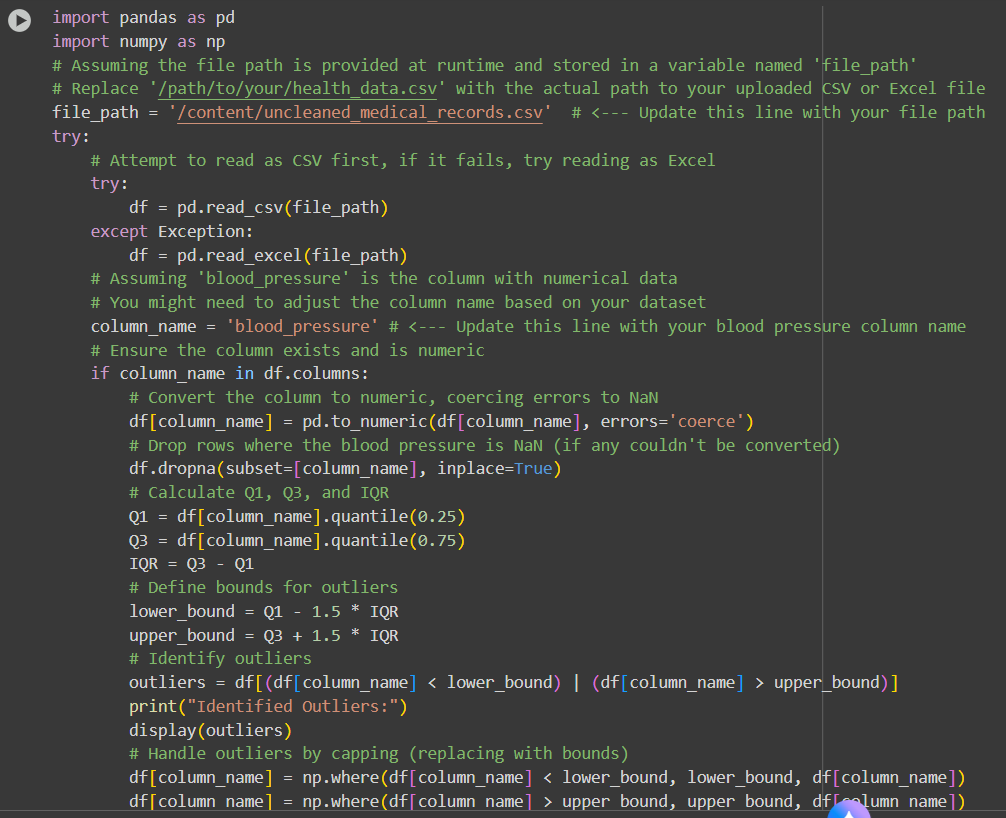 import pandas as pd
import numpy as np
# Assuming the file path is provided at runtime and stored in a variable named 'file_path'
# Replace '/path/to/your/health_data.csv' with the actual path to your uploaded CSV or Excel file
file_path = '/content/uncleaned_medical_records.csv'  # <--- Update this line with your file path
try:
    # Attempt to read as CSV first, if it fails, try reading as Excel
    try:
        df = pd.read_csv(file_path)
    except Exception:
        df = pd.read_excel(file_path)
    # Assuming 'blood_pressure' is the column with numerical data
    # You might need to adjust the column name based on your dataset
    column_name = 'blood_pressure' # <--- Update this line with your blood pressure column name
    # Ensure the column exists and is numeric
    if column_name in df.columns:
        # Convert the column to numeric, coercing errors to NaN
        df[column_name] = pd.to_numeric(df[column_name], errors='coerce')
        # Drop rows where the blood pressure is NaN (if any couldn't be converted)
        df.dropna(subset=[column_name], inplace=True)
        # Calculate Q1, Q3, and IQR
        Q1 = df[column_name].quantile(0.25)
        Q3 = df[column_name].quantile(0.75)
        IQR = Q3 - Q1
        # Define bounds for outliers
        lower_bound = Q1 - 1.5 * IQR
        upper_bound = Q3 + 1.5 * IQR
        # Identify outliers
        outliers = df[(df[column_name] < lower_bound) | (df[column_name] > upper_bound)]
        print("Identified Outliers:")
        display(outliers)
        # Handle outliers by capping (replacing with bounds)
        df[column_name] = np.where(df[column_name] < lower_bound, lower_bound, df[column_name])
        df[column_name] = np.where(df[column_name] > upper_bound, upper_bound, df[column_name])